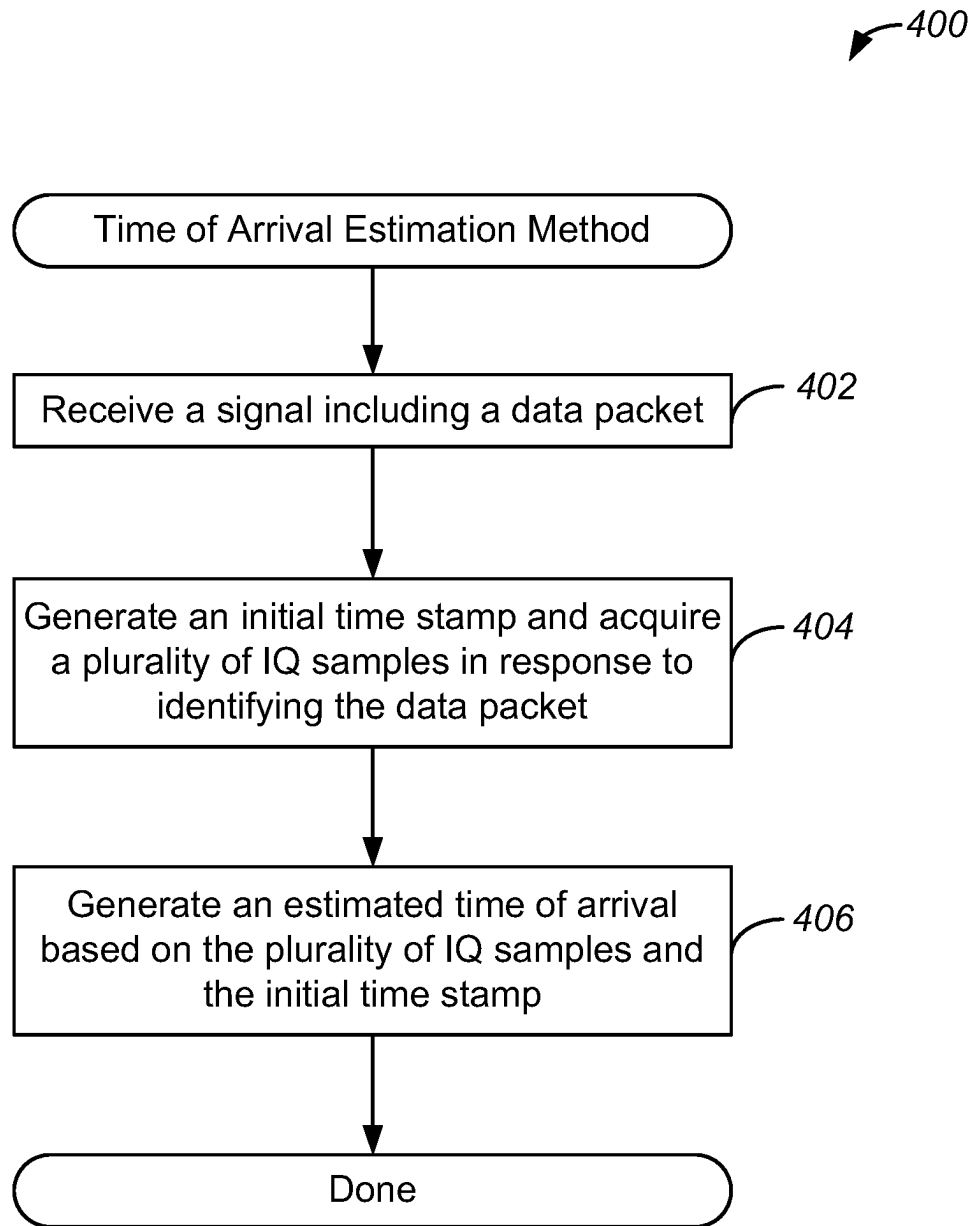 400
Time of Arrival Estimation Method
Receive a signal including a data packet
402
Generate an initial time stamp and acquire
a plurality of IQ samples in response to
identifying the data packet
404
Generate an estimated time of arrival
based on the plurality of IQ samples and
the initial time stamp
406
Done